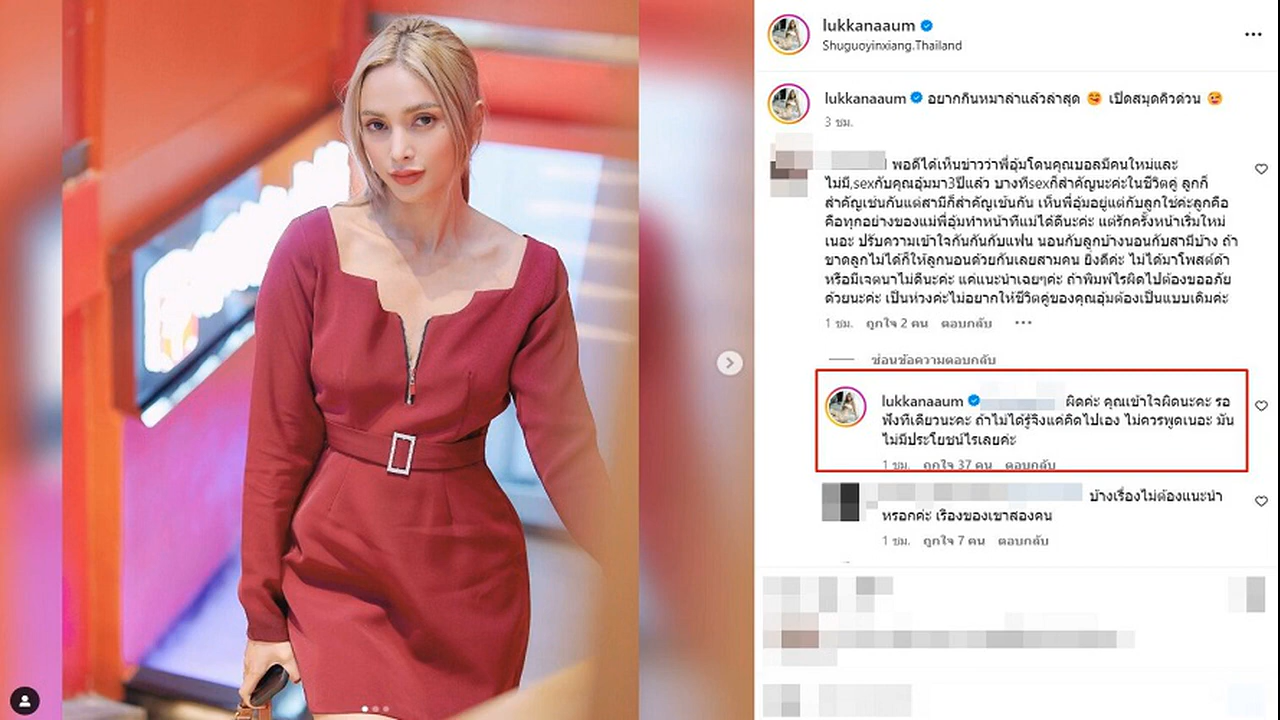 lukkanaaum
Shuguoyinxiang.Thailand
lukkanaaum อยากกินหมาล่าแล้วล่าสุด 😋 เปิดสมุดคิวด่วน 🥵
3 ชม.
พอดีได้เห็นข่าวว่าพี่อุ้มโดนคุณบอลมีคนใหม่และ
ไม่มี,sexกับคุณอุ้มมา3ปีแล้ว บางทีsexก็สำคัญนะค่ะในชีวิตคู่ ลูกก็
สำคัญเช่นกันแต่สามีก็สำคัญเช้นกัน เห็นพี่อุ้มอยู่แต่กับลูกใช่ค่ะลูกคือ
คือทุกอย่างของแม่พี่อุ้มทำหน้าที่แม่ได้ดีนะค่ะ แต่รักครั้งหน้าเริ่มใหม่
เนอะ ปรับความเข้าใจกันกันกับแฟน นอนกับลูกบ้างนอนกับสามีบ้าง ถ้า
ขาดลูกไม่ได้ก็ให้ลูกนอนด้วยกันเลยสามคน ยิ่งดีค่ะ ไม่ได้มาโพสต์ด่า
หรือมีเจตนาไม่ดีนะค่ะ แค่แนะนำเฉยๆค่ะ ถ้าพิมพ์ไรผิดไปต้องขออภัย
ด้วยนะค่ะ เป็นห่วงค่ะไม่อยากให้ชีวิตคู่ของคุณอุ้มต้องเป็นแบบเดิมค่ะ
1 ชม. ถูกใจ 2 คน ตอบกลับ
ซ่อนข้อความตอบกลับ
lukkanaaum ผิดค่ะ คุณเข้าใจผิดนะคะ รอ
ฟังทีเดียวนะคะ ถ้าไม่ได้รู้จริงแค่คิดไปเอง ไม่ควรพูดเนอะ มัน
ไม่มีประโยชน์ไรเลยค่ะ
1 ชม. ถูกใจ 37 คน ตอบกลับ
บ้างเรื่องไม่ต้องแนะนำ
หรอกค่ะ เรืองของเขาสองคน
1 ชม. ถูกใจ 7 คน ตอบกลับ